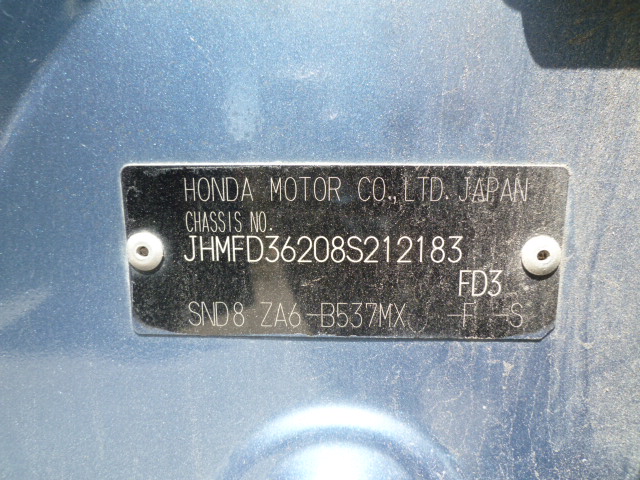 HONDA MOTOR CO.,LTD. JAPAN
CHASSIS NO.
JHMFD36208S212183
FD3
SND8 ZA6-B537MX -F -S